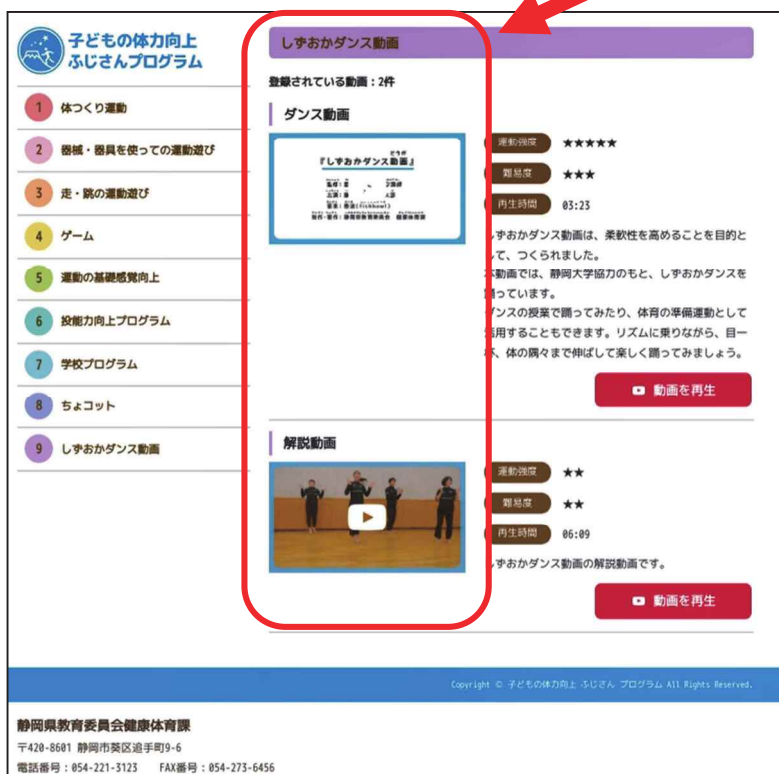 子どもの体力向上
ふじさんプログラム
1 体つくり運動
2 器械・器具を使っての運動遊び
3 走・跳の運動遊び
4 ゲーム
5 運動の基礎感覚向上
6 投能力向上プログラム
7 学校プログラム
8 ちょコット
9 しずおかダンス動画
しずおかダンス動画
登録されている動画：2件
ダンス動画
『しずおかダンス動画』
運動強度 ★★★★★
難易度 ★★★
再生時間 03:23
しずおかダンス動画は、柔軟性を高めることを目的と
して、つくられました。
本動画では、静岡大学協力のもと、しずおかダンスを
踊っています。
ダンスの授業で踊ってみたり、体育の準備運動として
活用することもできます。リズムに乗りながら、目一
杯、体の隅々まで伸ばして楽しく踊ってみましょう。
動画を再生
解説動画
運動強度 ★★
難易度 ★★
再生時間 06:09
しずおかダンス動画の解説動画です。
動画を再生
Copyright © 子どもの体力向上 ふじさん プログラム All Rights Reserved.
静岡県教育委員会健康体育課
〒420-8601 静岡市葵区追手町9-6
電話番号：054-221-3123 FAX番号：054-273-6456